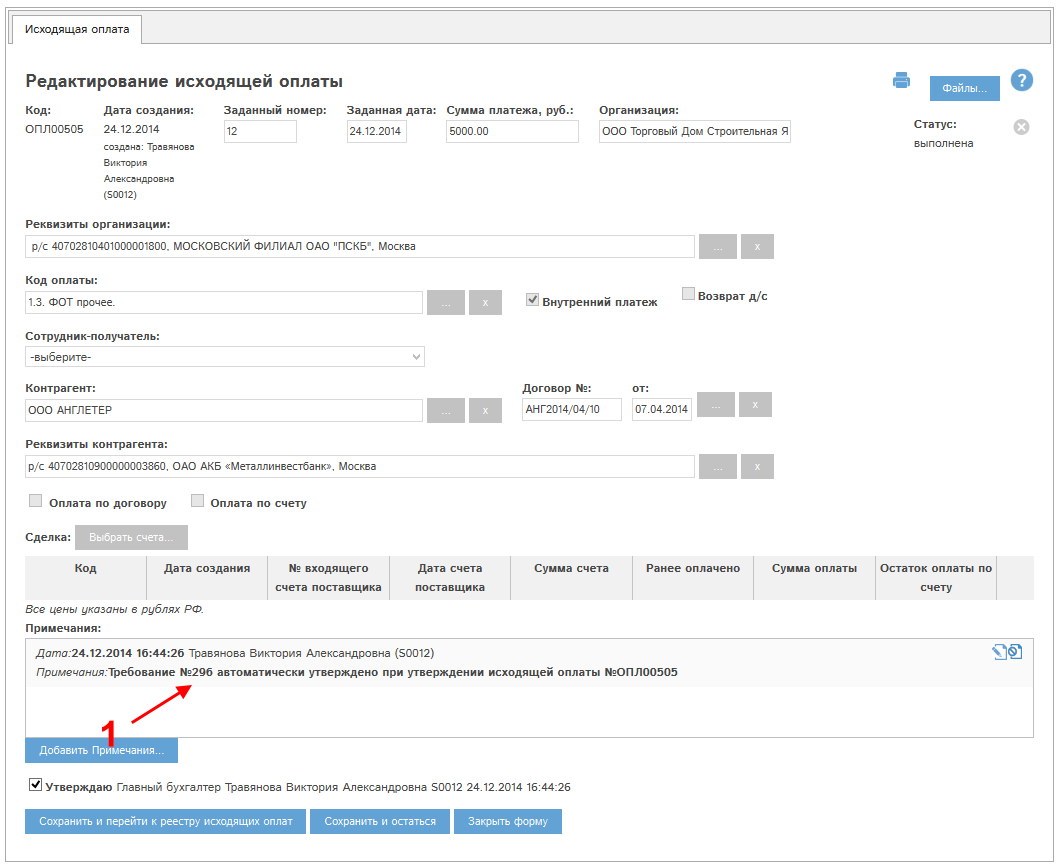 Исходящая оплата
Редактирование исходящей оплаты
Файлы...
?
Код: Дата создания: Заданный номер: Заданная дата: Сумма платежа, руб.: Организация:
ОПЛ00505 24.12.2014 12 24.12.2014 5000.00 ООО Торговый Дом Строительная Я
Статус:
выполнена
создана: Травянова
Виктория
Александровна
(S0012)
Реквизиты организации:
р/с 40702810401000001800, МОСКОВСКИЙ ФИЛИАЛ ОАО "ПСКБ", Москва ... x
Код оплаты:
1.3. ФОТ прочее. ... x Внутренний платеж Возврат д/с
Сотрудник-получатель:
-выберите-
Контрагент: Договор №: от:
ООО АНГЛЕТЕР ... x АНГ2014/04/10 07.04.2014 ... x
Реквизиты контрагента:
р/с 40702810900000003860, ОАО АКБ «Металлинвестбанк», Москва ... x
Оплата по договору Оплата по счету
Сделка: Выбрать счета...
Код Дата создания № входящего счета поставщика Дата счета поставщика Сумма счета Ранее оплачено Сумма оплаты Остаток оплаты по счету
Все цены указаны в рублях РФ.
Примечания:
Дата:24.12.2014 16:44:26 Травянова Виктория Александровна (S0012)
Примечания:Требование №296 автоматически утверждено при утверждении исходящей оплаты №ОПЛ00505
1
Добавить Примечания...
Утверждаю Главный бухгалтер Травянова Виктория Александровна S0012 24.12.2014 16:44:26
Сохранить и перейти к реестру исходящих оплат Сохранить и остаться Закрыть форму